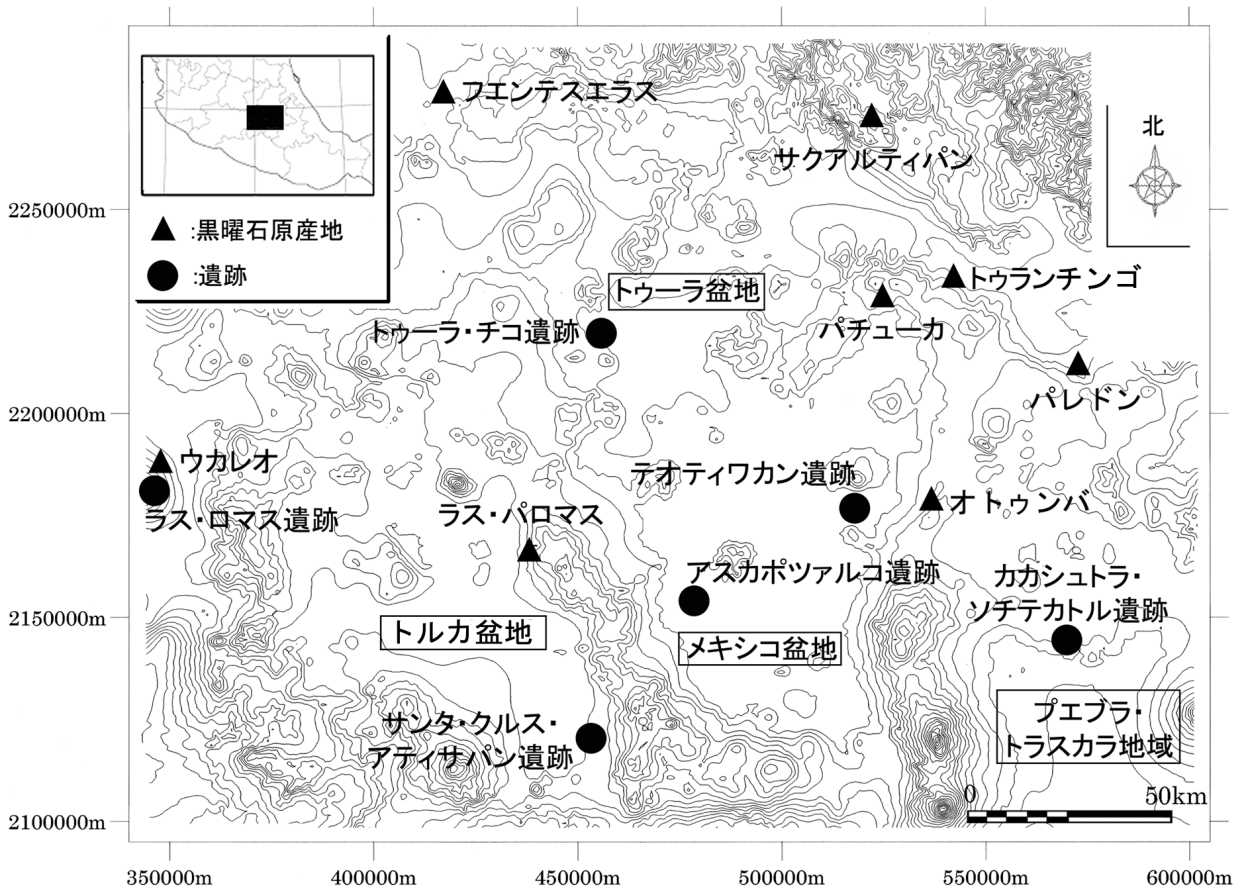 フエンテスエラス
サクアルティパン
北
2250000m
▲:黒曜石原産地
●:遺跡
トゥーラ盆地
トゥランチンゴ
パチューカ
トゥーラ・チコ遺跡
パレドン
2200000m
ウカレオ
ラス・ロマス遺跡
ラス・パロマス
テオティワカン遺跡
オトゥンバ
アスカポツァルコ遺跡
カカシュトラ・
ソチテカトル遺跡
2150000m
トルカ盆地
メキシコ盆地
サンタ・クルス・
アティサパン遺跡
プエブラ・
トラスカラ地域
0 50km
2100000m
350000m 400000m 450000m 500000m 550000m 600000m